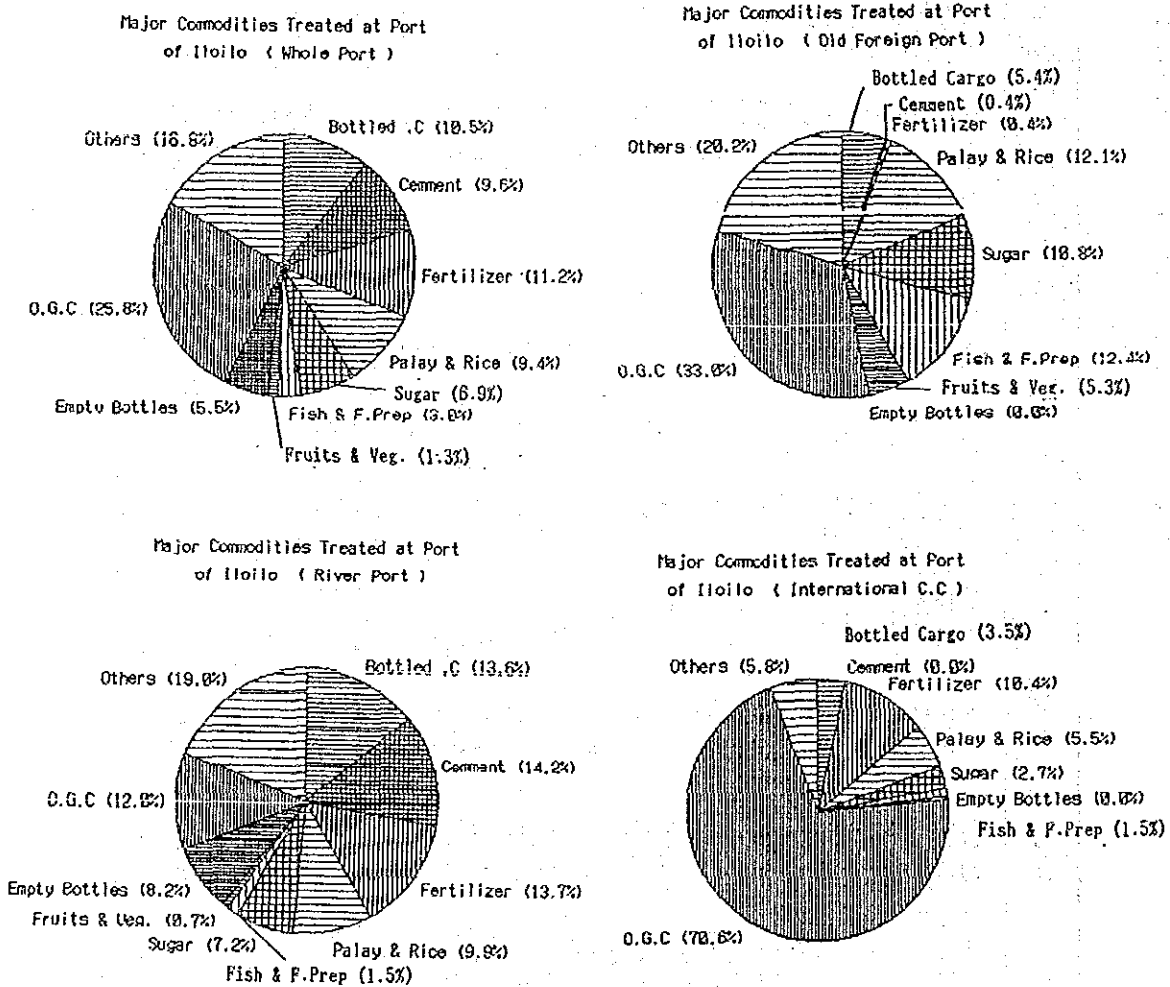 Major Commodities Treated at Port
of Iloilo ( Whole Port )
Bottled .C (10.5%)
Cemment (9.6%)
Fertilizer (11.2%)
Palay & Rice (9.4%)
Sugar (6.9%)
Fish & F.Prep (3.0%)
Fruits & Veg. (1.3%)
Empty Bottles (5.5%)
O.G.C (25.8%)
Others (16.8%)
Major Commodities Treated at Port
of Iloilo ( Old Foreign Port )
Bottled Cargo (5.4%)
Cemment (0.4%)
Fertilizer (0.4%)
Palay & Rice (12.1%)
Sugar (10.8%)
Fish & F.Prep (12.4%)
Fruits & Veg. (5.3%)
Empty Bottles (0.0%)
O.G.C (33.0%)
Others (20.2%)
Major Commodities Treated at Port
of Iloilo ( River Port )
Bottled .C (13.6%)
Cemment (14.2%)
Fertilizer (13.7%)
Palay & Rice (9.9%)
Fish & F.Prep (1.5%)
Sugar (7.2%)
Fruits & Veg. (0.7%)
Empty Bottles (8.2%)
O.G.C (12.0%)
Others (19.0%)
Major Commodities Treated at Port
of Iloilo ( International C.C )
Bottled Cargo (3.5%)
Cemment (0.0%)
Fertilizer (10.4%)
Palay & Rice (5.5%)
Sugar (2.7%)
Empty Bottles (0.0%)
Fish & F.Prep (1.5%)
O.G.C (70.6%)
Others (5.8%)